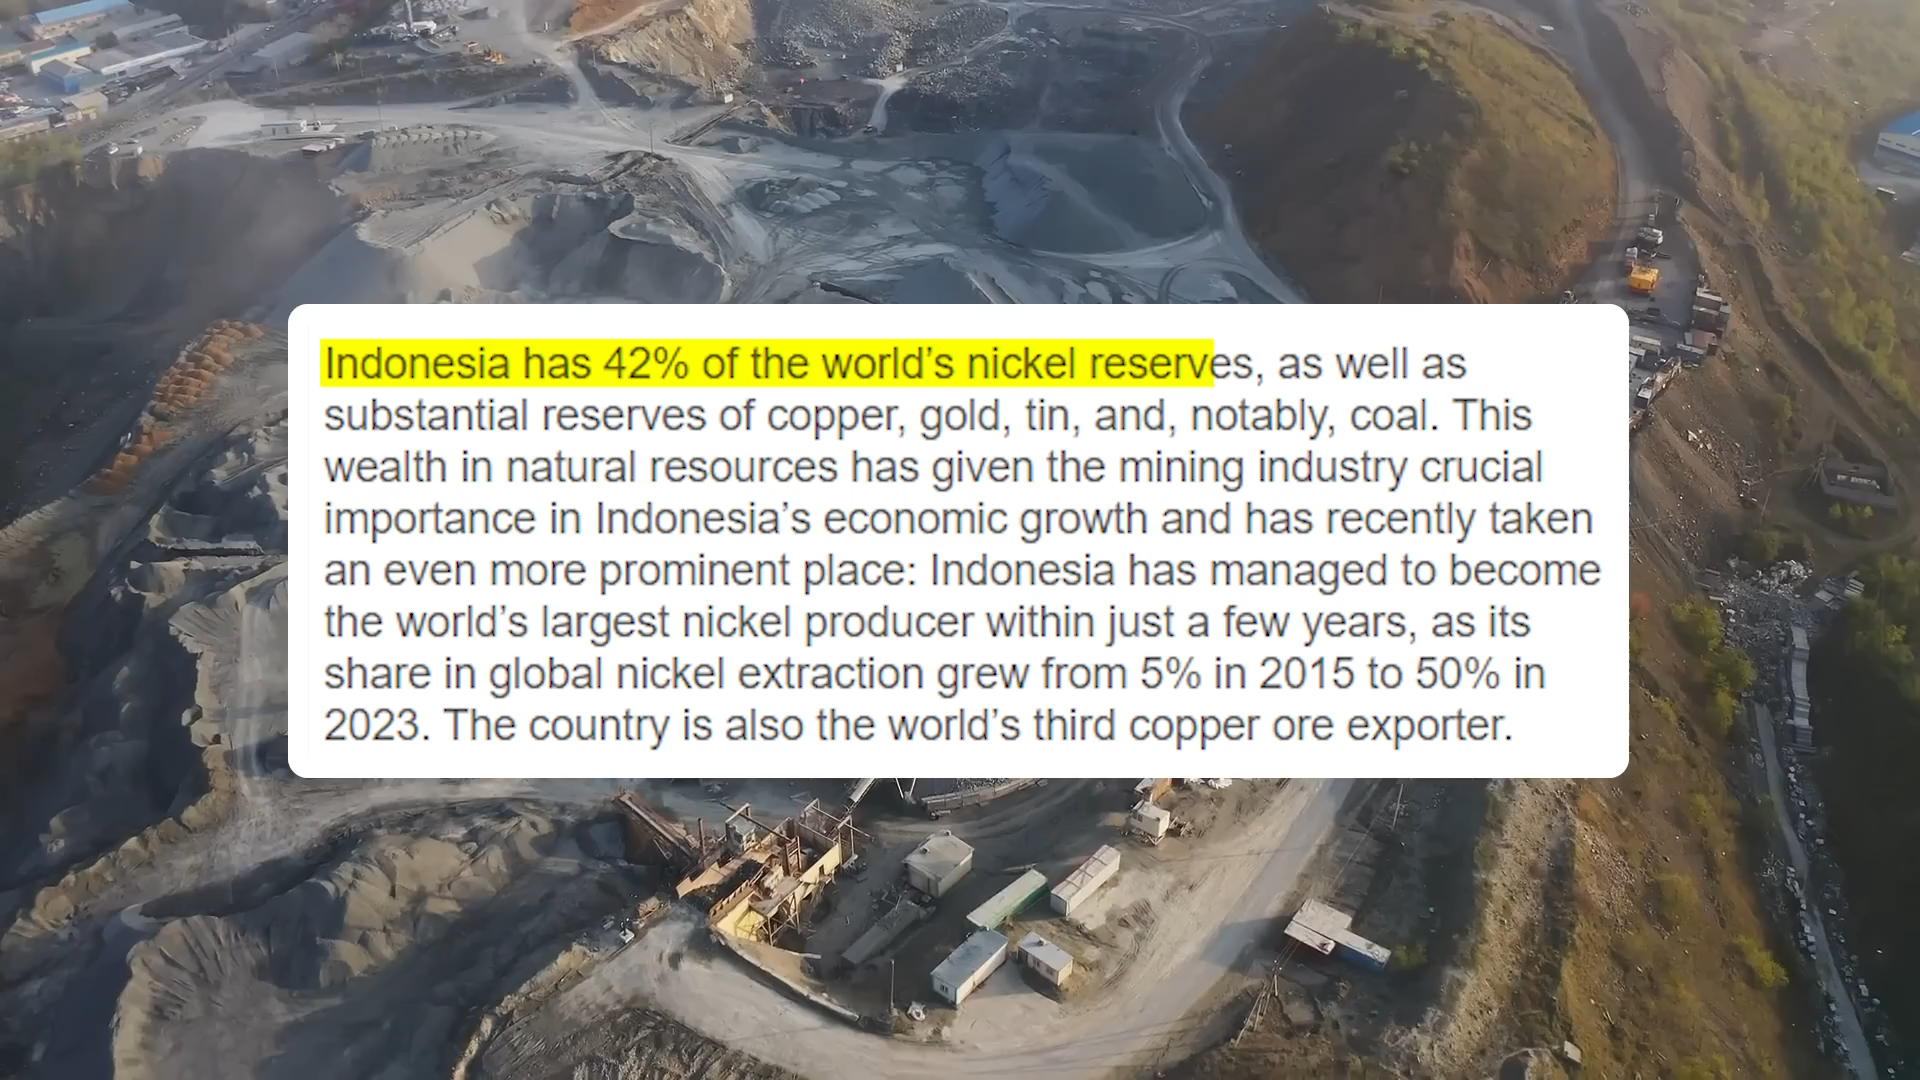 Indonesia has 42% of the world’s nickel reserves, as well as
substantial reserves of copper, gold, tin, and, notably, coal. This
wealth in natural resources has given the mining industry crucial
importance in Indonesia’s economic growth and has recently taken
an even more prominent place: Indonesia has managed to become
the world’s largest nickel producer within just a few years, as its
share in global nickel extraction grew from 5% in 2015 to 50% in
2023. The country is also the world’s third copper ore exporter.